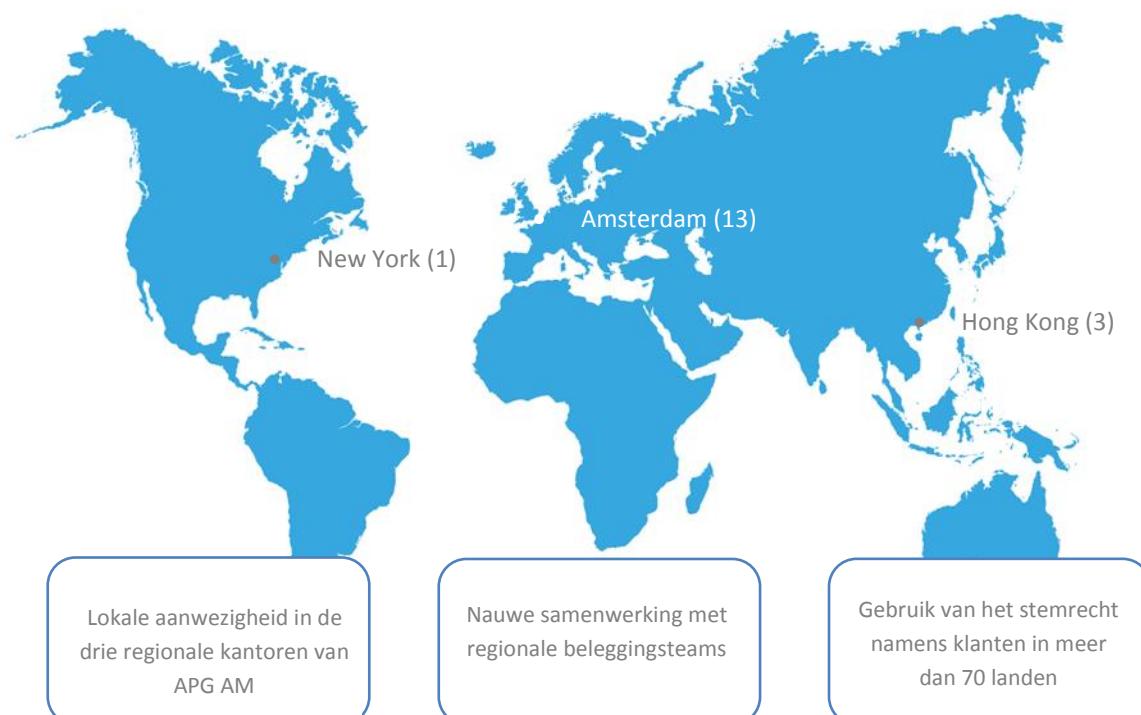 Amsterdam (13)
New York (1)
Hong Kong (3)
Lokale aanwezigheid in de
drie regionale kantoren van
APG AM
Nauwe samenwerking met
regionale beleggingsteams
Gebruik van het stemrecht
namens klanten in meer
dan 70 landen